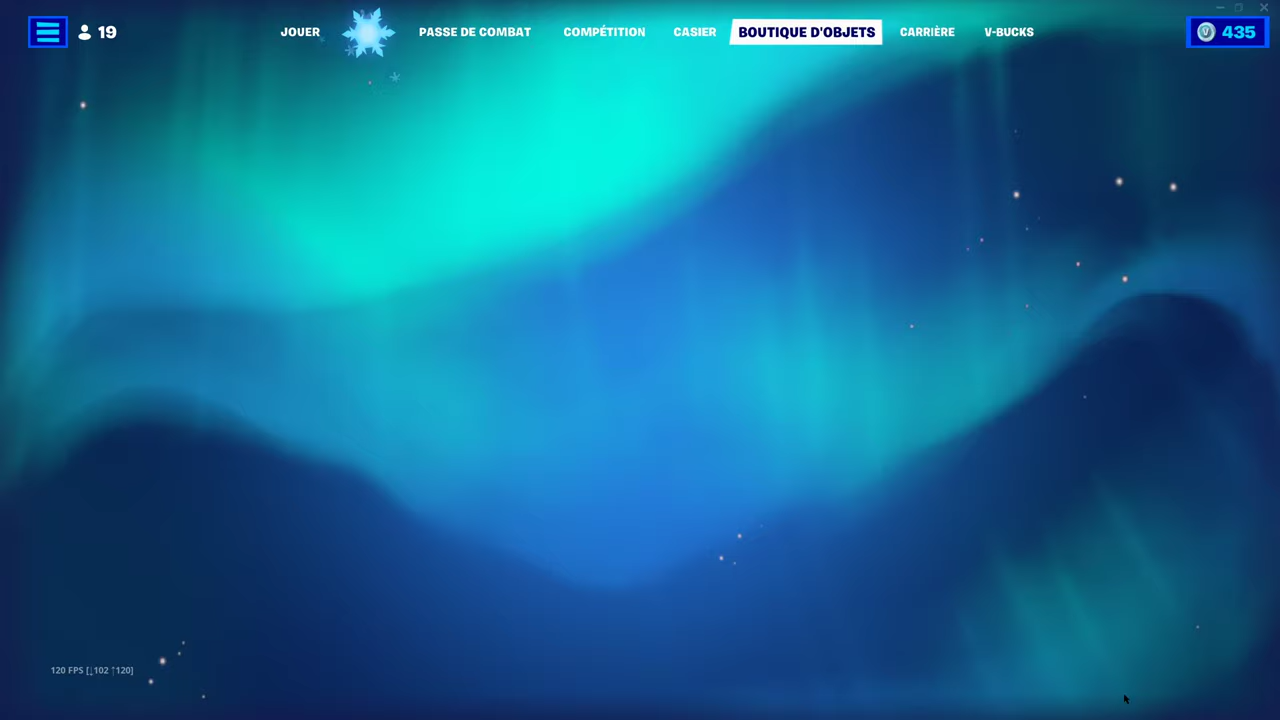 19
JOUER
PASSE DE COMBAT
COMPÉTITION
CASIER
BOUTIQUE D'OBJETS
CARRIÈRE
V-BUCKS
435
120 FPS [↓102 ↑120]